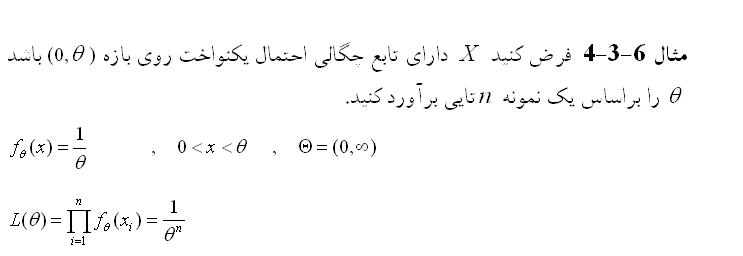 مثال 6-3-4 فرض کنید X دارای تابع چگالی احتمال یکنواخت روی بازه (0, θ) باشد
θ را براساس یک نمونه n تایی برآورد کنید.
f_θ(x) = 1/θ , 0 < x < θ , Θ = (0, ∞)
L(θ) = ∏_{i=1}^{n} f_θ(x_i) = 1/θ^n